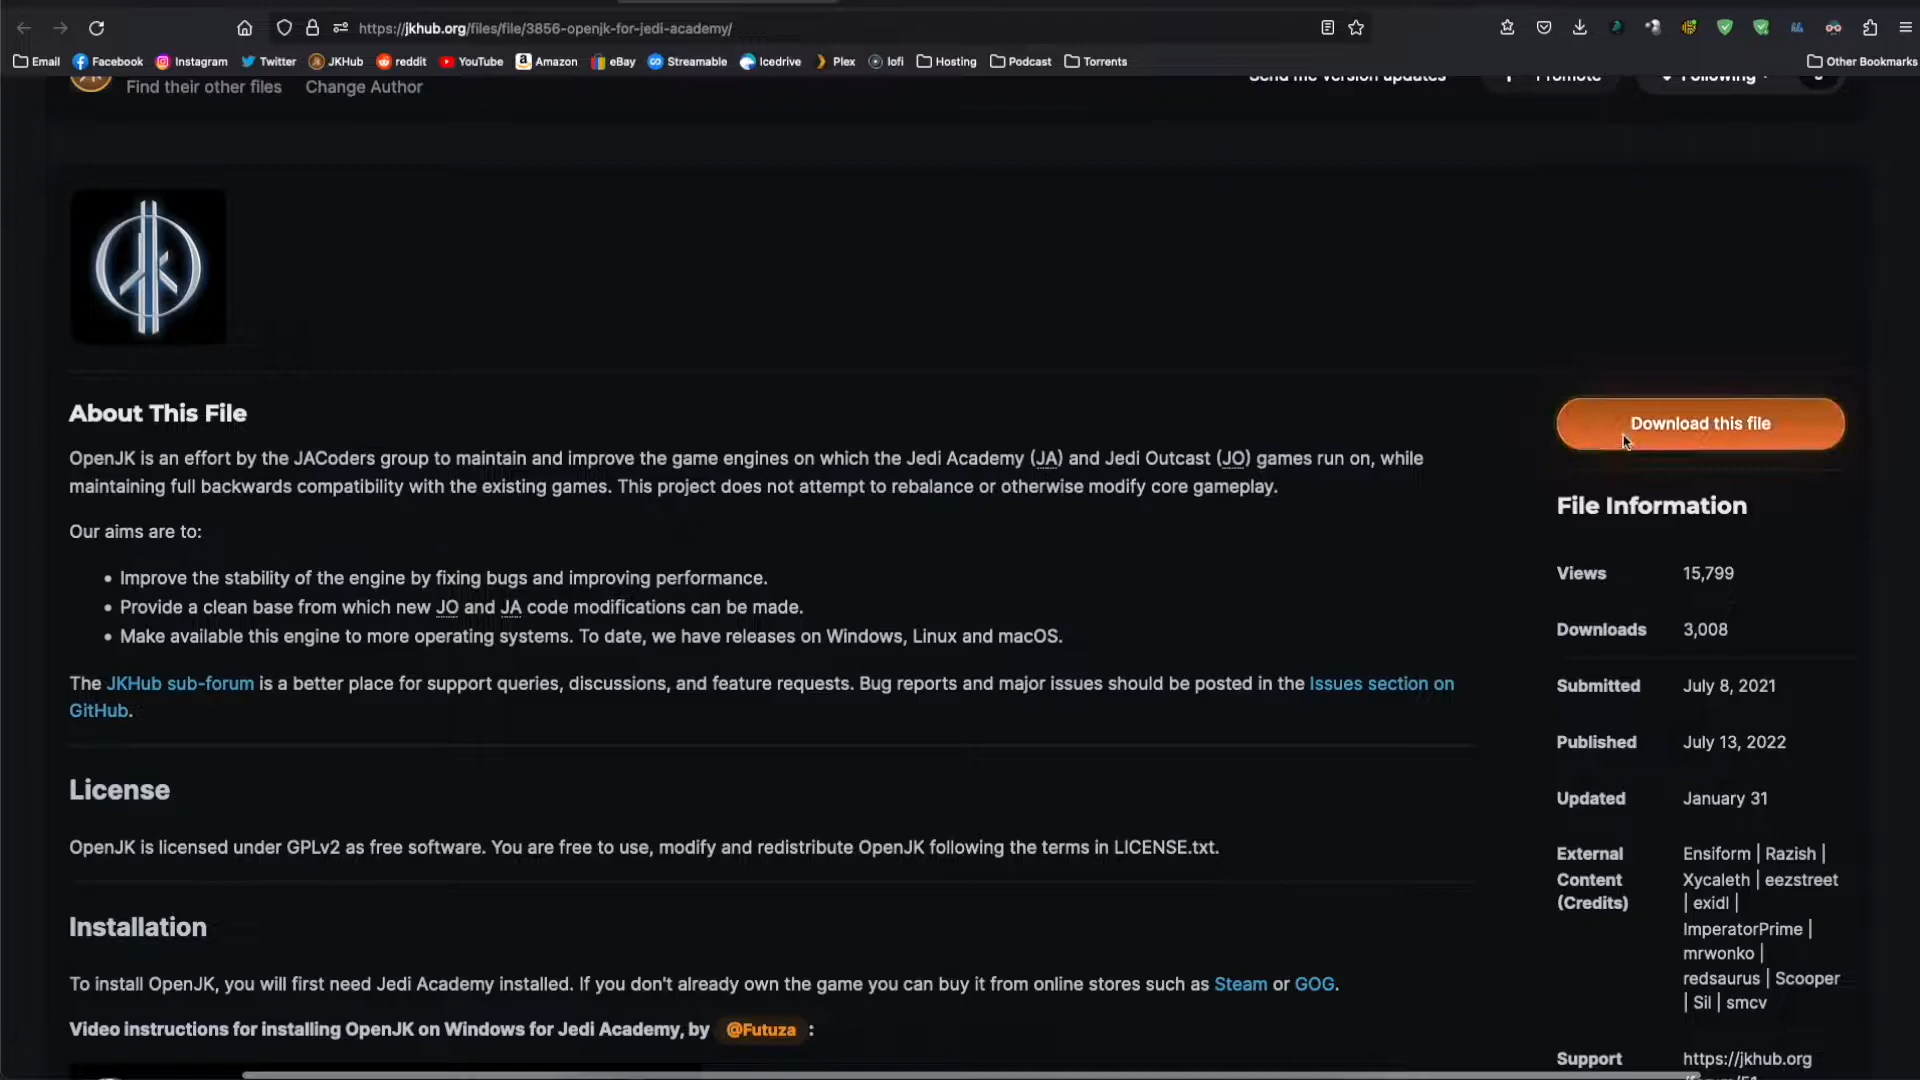 https://jkhub.org/files/file/3856-openjk-for-jedi-academy/
Email Facebook Instagram Twitter JKHub reddit YouTube Amazon eBay Streamable Icedrive Plex lofi Hosting Podcast Torrents Other Bookmarks
Find their other files Change Author
Send me version updates Promote Following
About This File
Download this file
OpenJK is an effort by the JACoders group to maintain and improve the game engines on which the Jedi Academy (JA) and Jedi Outcast (JO) games run on, while
maintaining full backwards compatibility with the existing games. This project does not attempt to rebalance or otherwise modify core gameplay.
Our aims are to:
• Improve the stability of the engine by fixing bugs and improving performance.
• Provide a clean base from which new JO and JA code modifications can be made.
• Make available this engine to more operating systems. To date, we have releases on Windows, Linux and macOS.
The JKHub sub-forum is a better place for support queries, discussions, and feature requests. Bug reports and major issues should be posted in the Issues section on
GitHub.
License
OpenJK is licensed under GPLv2 as free software. You are free to use, modify and redistribute OpenJK following the terms in LICENSE.txt.
Installation
To install OpenJK, you will first need Jedi Academy installed. If you don't already own the game you can buy it from online stores such as Steam or GOG.
Video instructions for installing OpenJK on Windows for Jedi Academy, by @Futuza :
File Information
Views 15,799
Downloads 3,008
Submitted July 8, 2021
Published July 13, 2022
Updated January 31
External Ensiform | Razish |
Content Xycaleth | eezstreet
(Credits) | exidl |
ImperatorPrime |
mrwonko |
redsaurus | Scooper
| Sil | smcv
Support https://jkhub.org